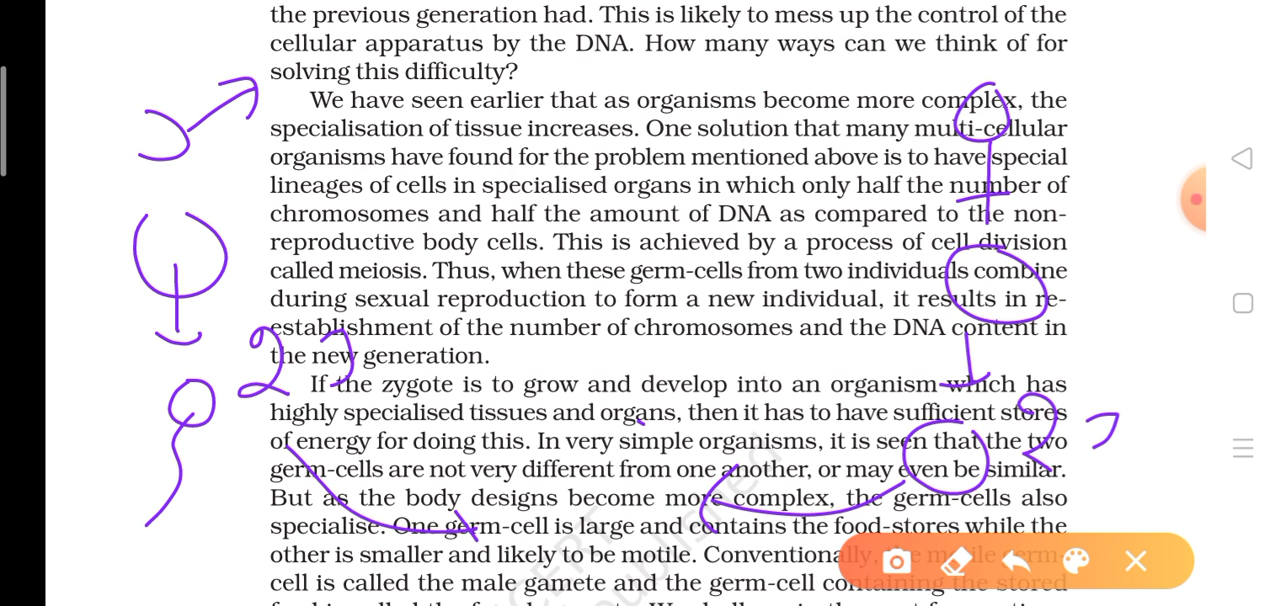 the previous generation had. This is likely to mess up the control of the
cellular apparatus by the DNA. How many ways can we think of for
solving this difficulty?
We have seen earlier that as organisms become more complex, the
specialisation of tissue increases. One solution that many multi-cellular
organisms have found for the problem mentioned above is to have special
lineages of cells in specialised organs in which only half the number of
chromosomes and half the amount of DNA as compared to the non-
reproductive body cells. This is achieved by a process of cell division
called meiosis. Thus, when these germ-cells from two individuals combine
during sexual reproduction to form a new individual, it results in re-
establishment of the number of chromosomes and the DNA content in
the new generation.
23
If the zygote is to grow and develop into an organism which has
highly specialised tissues and organs, then it has to have sufficient stores
of energy for doing this. In very simple organisms, it is seen that the two
23
germ-cells are not very different from one another, or may even be similar.
But as the body designs become more complex, the germ-cells also
specialise. One germ-cell is large and contains the food-stores while the
other is smaller and likely to be motile. Conventionally, the motile germ-
cell is called the male gamete and the germ-cell containing the stored